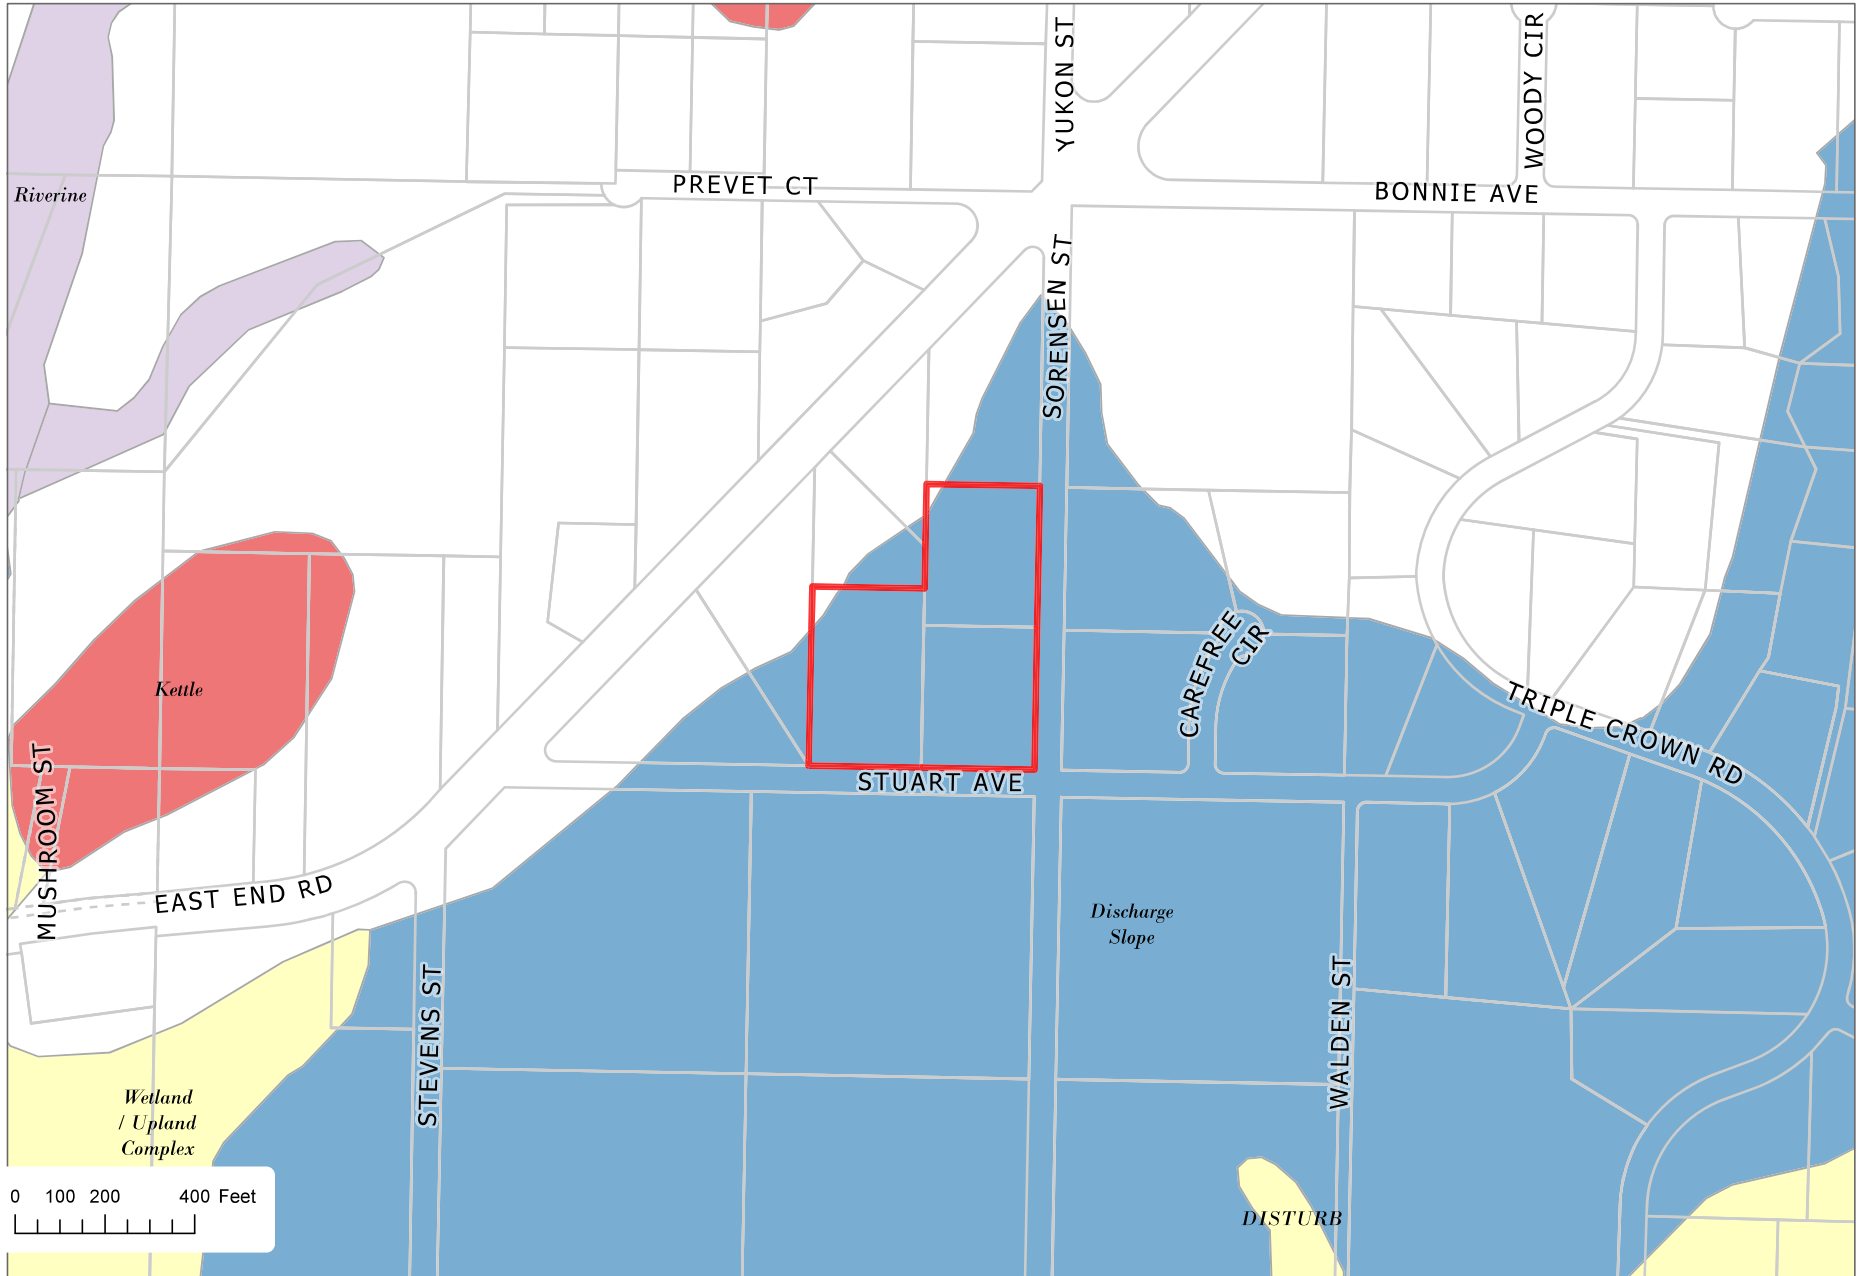 YUKON ST
WOODY CIR
Riverine
PREVET CT
BONNIE AVE
SORENSEN ST
CAREFREE
CIR
Kettle
TRIPLE CROWN RD
MUSHROOM ST
STUART AVE
EAST END RD
Discharge
Slope
STEVENS ST
WALDEN ST
Wetland
/ Upland
Complex
0 100 200 400 Feet
DISTURB